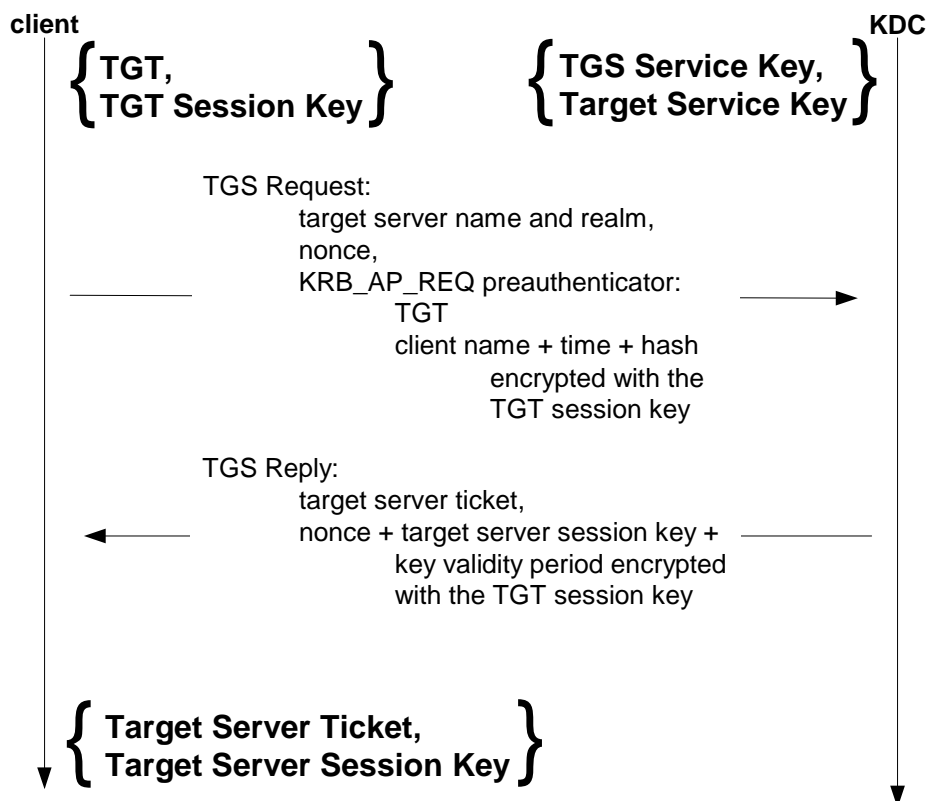 client
KDC
TGT,
TGT Session Key
TGS Service Key,
Target Service Key
TGS Request:
target server name and realm,
nonce,
KRB_AP_REQ preauthenticator:
TGT
client name + time + hash
encrypted with the
TGT session key
TGS Reply:
target server ticket,
nonce + target server session key +
key validity period encrypted
with the TGT session key
Target Server Ticket,
Target Server Session Key